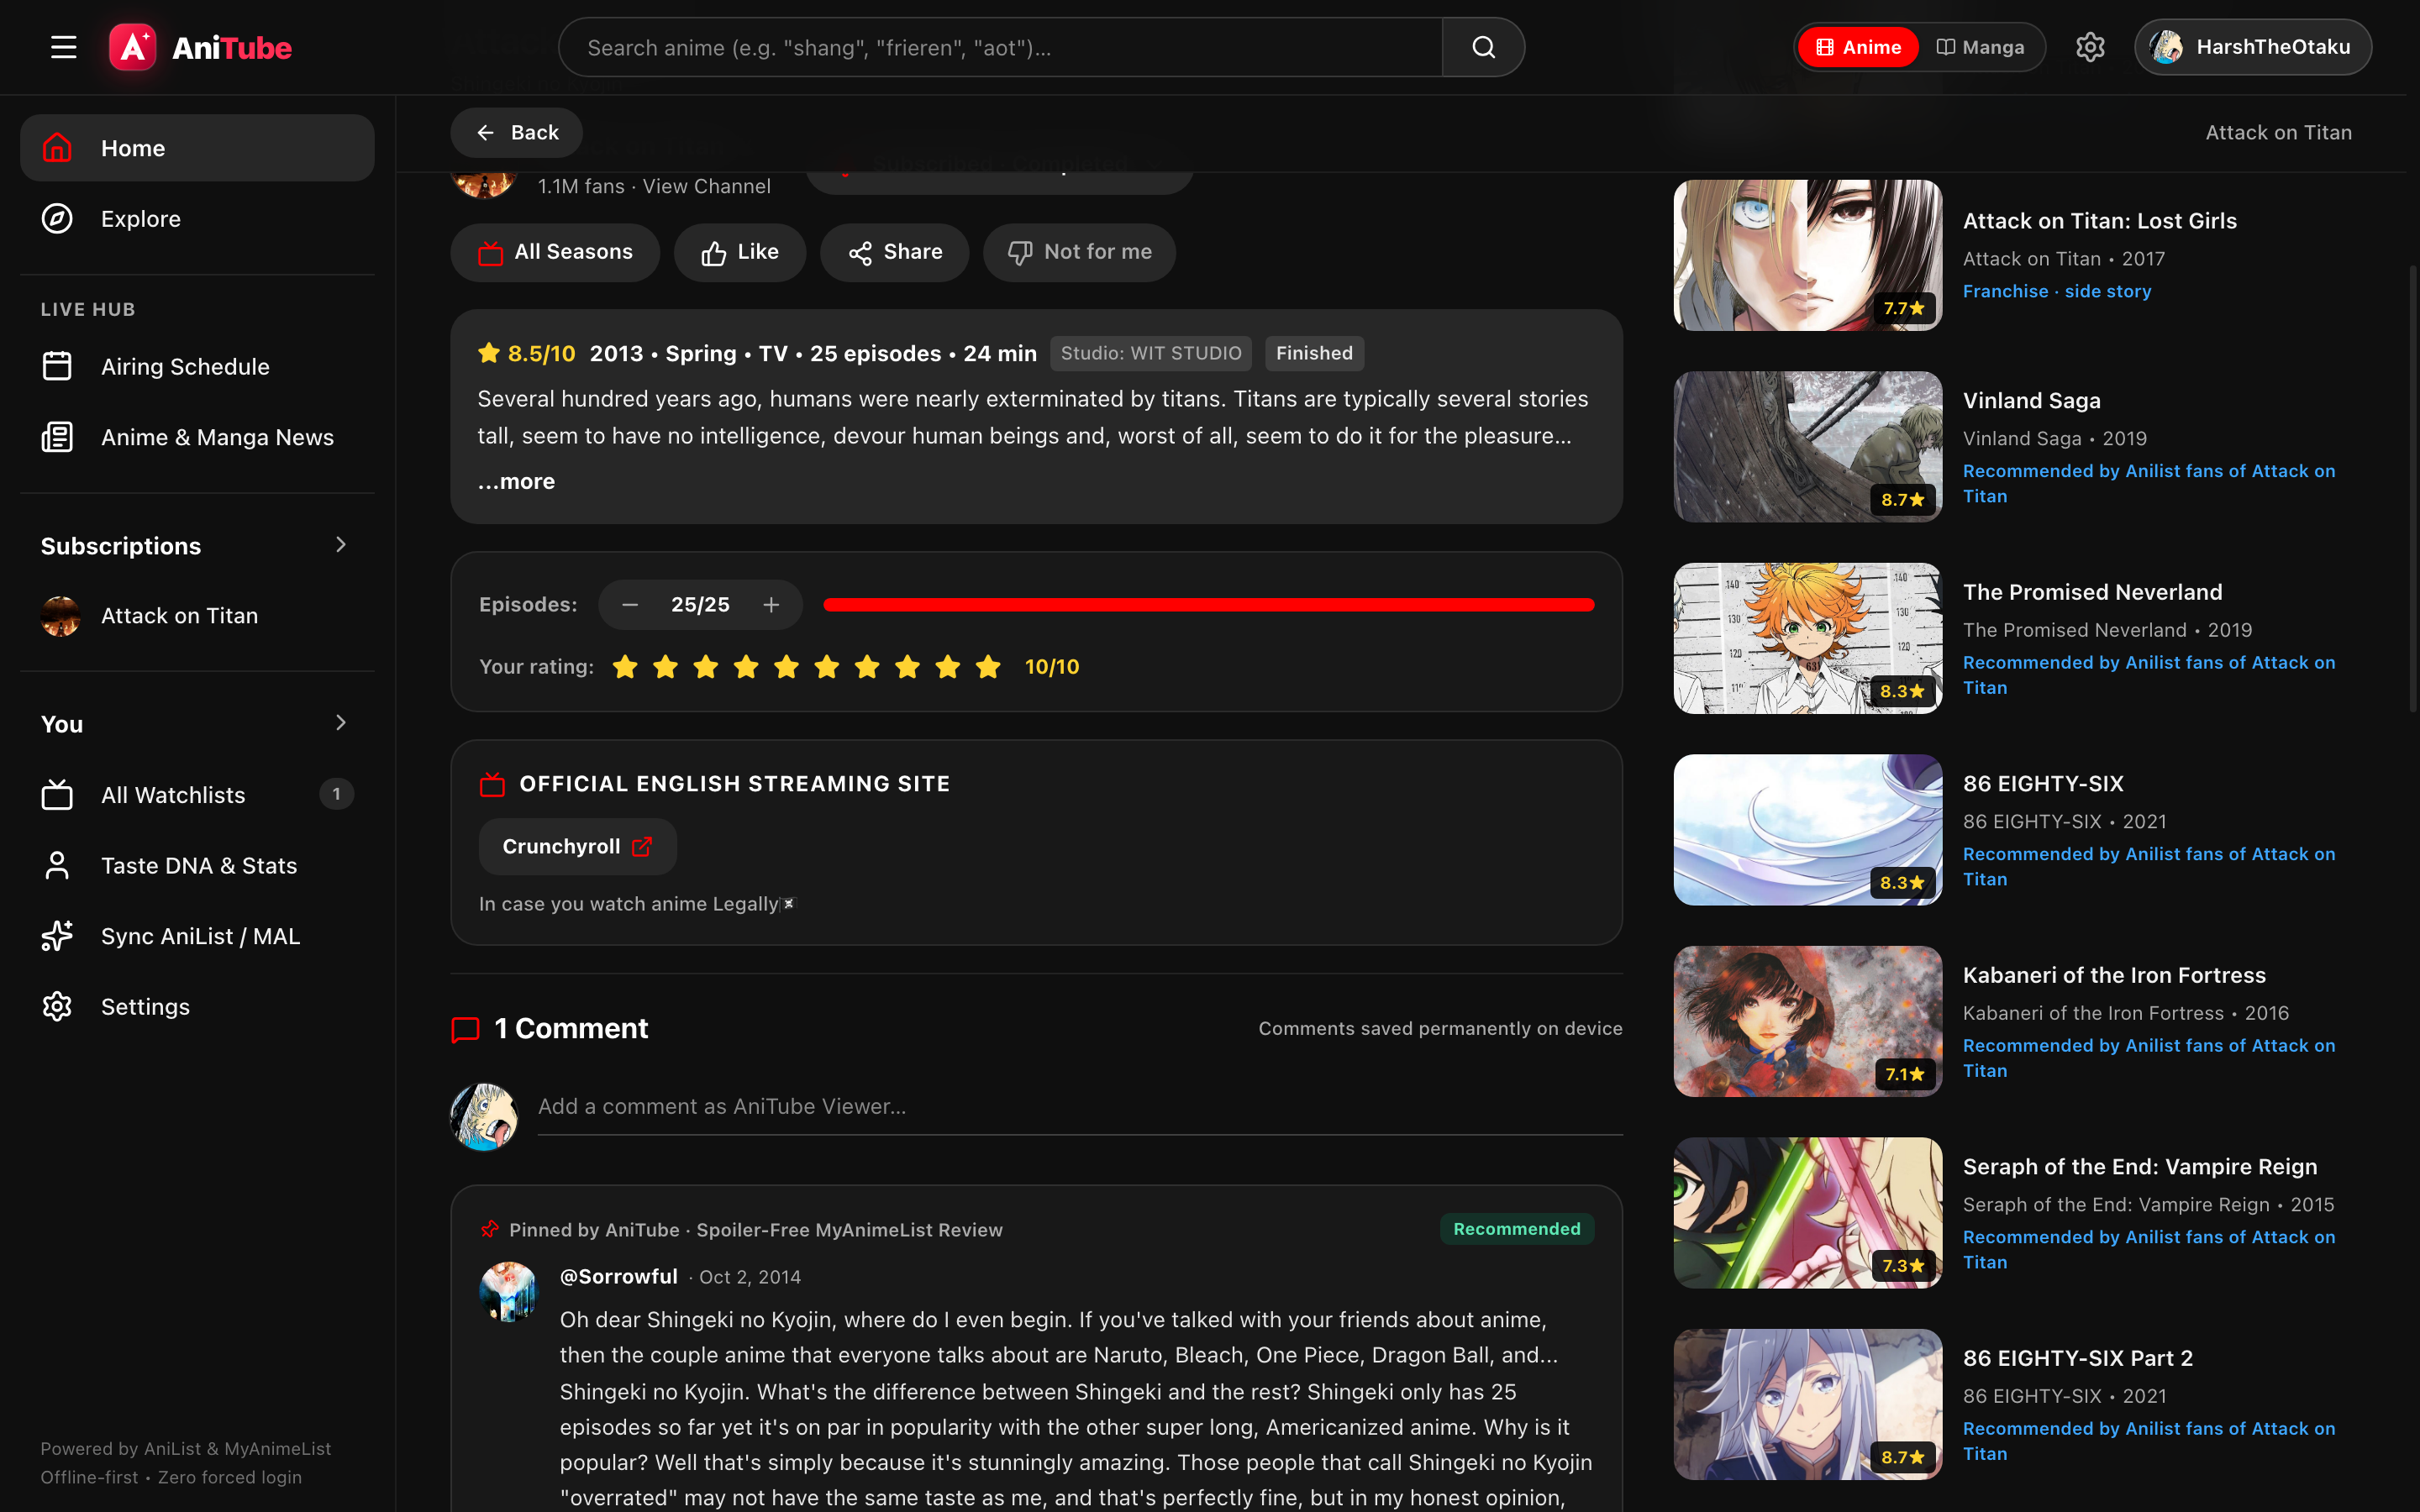 AniTube
Search anime (e.g. "shang", "frieren", "aot")...
Anime
Manga
HarshTheOtaku
Home
Explore
LIVE HUB
Airing Schedule
Anime & Manga News
Subscriptions
Attack on Titan
You
All Watchlists
1
Taste DNA & Stats
Sync AniList / MAL
Settings
Powered by AniList & MyAnimeList
Offline-first • Zero forced login
Back
Attack on Titan
Subscribed · Completed
1.1M fans · View Channel
All Seasons
Like
Share
Not for me
8.5/10 2013 • Spring • TV • 25 episodes • 24 min Studio: WIT STUDIO Finished
Several hundred years ago, humans were nearly exterminated by titans. Titans are typically several stories
tall, seem to have no intelligence, devour human beings and, worst of all, seem to do it for the pleasure...
...more
Episodes: − 25/25 +
Your rating: 10/10
OFFICIAL ENGLISH STREAMING SITE
Crunchyroll
In case you watch anime Legally
1 Comment
Comments saved permanently on device
Add a comment as AniTube Viewer...
Pinned by AniTube · Spoiler-Free MyAnimeList Review
Recommended
@Sorrowful · Oct 2, 2014
Oh dear Shingeki no Kyojin, where do I even begin. If you've talked with your friends about anime,
then the couple anime that everyone talks about are Naruto, Bleach, One Piece, Dragon Ball, and...
Shingeki no Kyojin. What's the difference between Shingeki and the rest? Shingeki only has 25
episodes so far yet it's on par in popularity with the other super long, Americanized anime. Why is it
popular? Well that's simply because it's stunningly amazing. Those people that call Shingeki no Kyojin
"overrated" may not have the same taste as me, and that's perfectly fine, but in my honest opinion,
7.7★
Attack on Titan: Lost Girls
Attack on Titan • 2017
Franchise · side story
8.7★
Vinland Saga
Vinland Saga • 2019
Recommended by Anilist fans of Attack on
Titan
140
140
130
130
120
120
63
8.3★
The Promised Neverland
The Promised Neverland • 2019
Recommended by Anilist fans of Attack on
Titan
8.3★
86 EIGHTY-SIX
86 EIGHTY-SIX • 2021
Recommended by Anilist fans of Attack on
Titan
7.1★
Kabaneri of the Iron Fortress
Kabaneri of the Iron Fortress • 2016
Recommended by Anilist fans of Attack on
Titan
7.3★
Seraph of the End: Vampire Reign
Seraph of the End: Vampire Reign • 2015
Recommended by Anilist fans of Attack on
Titan
8.7★
86 EIGHTY-SIX Part 2
86 EIGHTY-SIX • 2021
Recommended by Anilist fans of Attack on
Titan